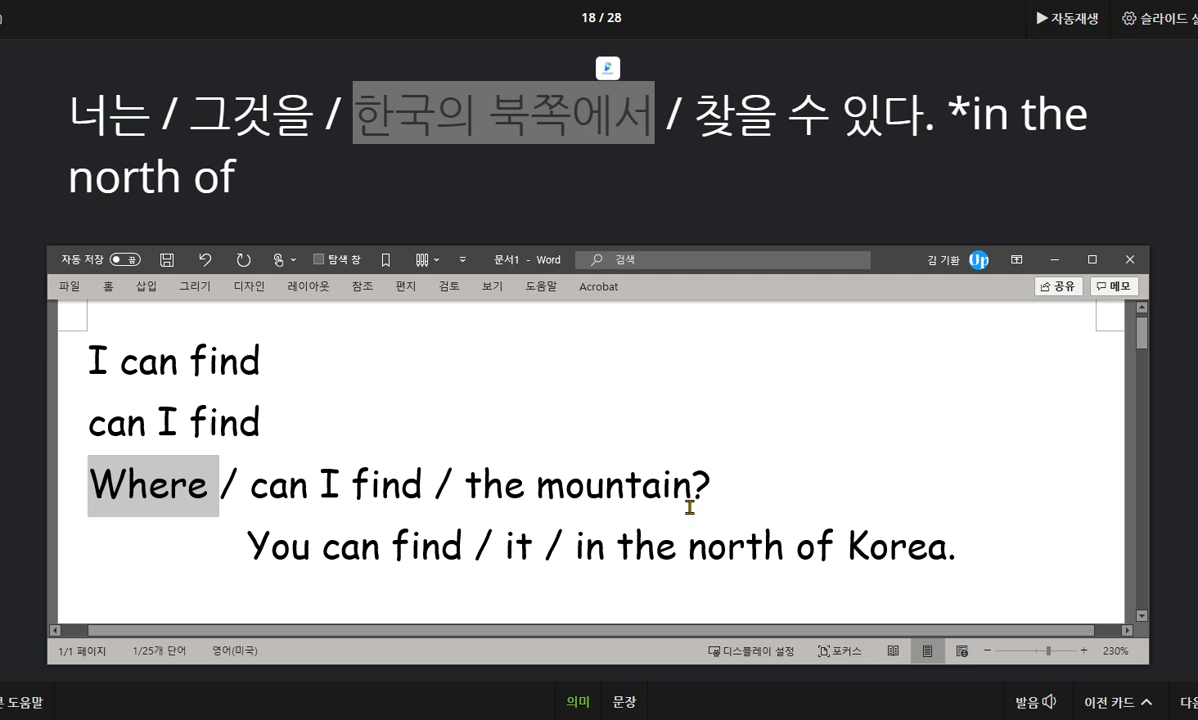 18 / 28
▶ 자동재생
슬라이드
너는 / 그것을 / 한국의 북쪽에서 / 찾을 수 있다. *in the
north of
자동 저장 끔
탐색 창
문서1 - Word
검색
김 기환
Up
파일 홈 삽입 그리기 디자인 레이아웃 참조 편지 검토 보기 도움말 Acrobat
공유 메모
I can find
can I find
Where / can I find / the mountain?
You can find / it / in the north of Korea.
1/1 페이지 1/25개 단어 영어(미국)
디스플레이 설정 포커스
- + 230%
도움말
의미 문장
발음 이전 카드